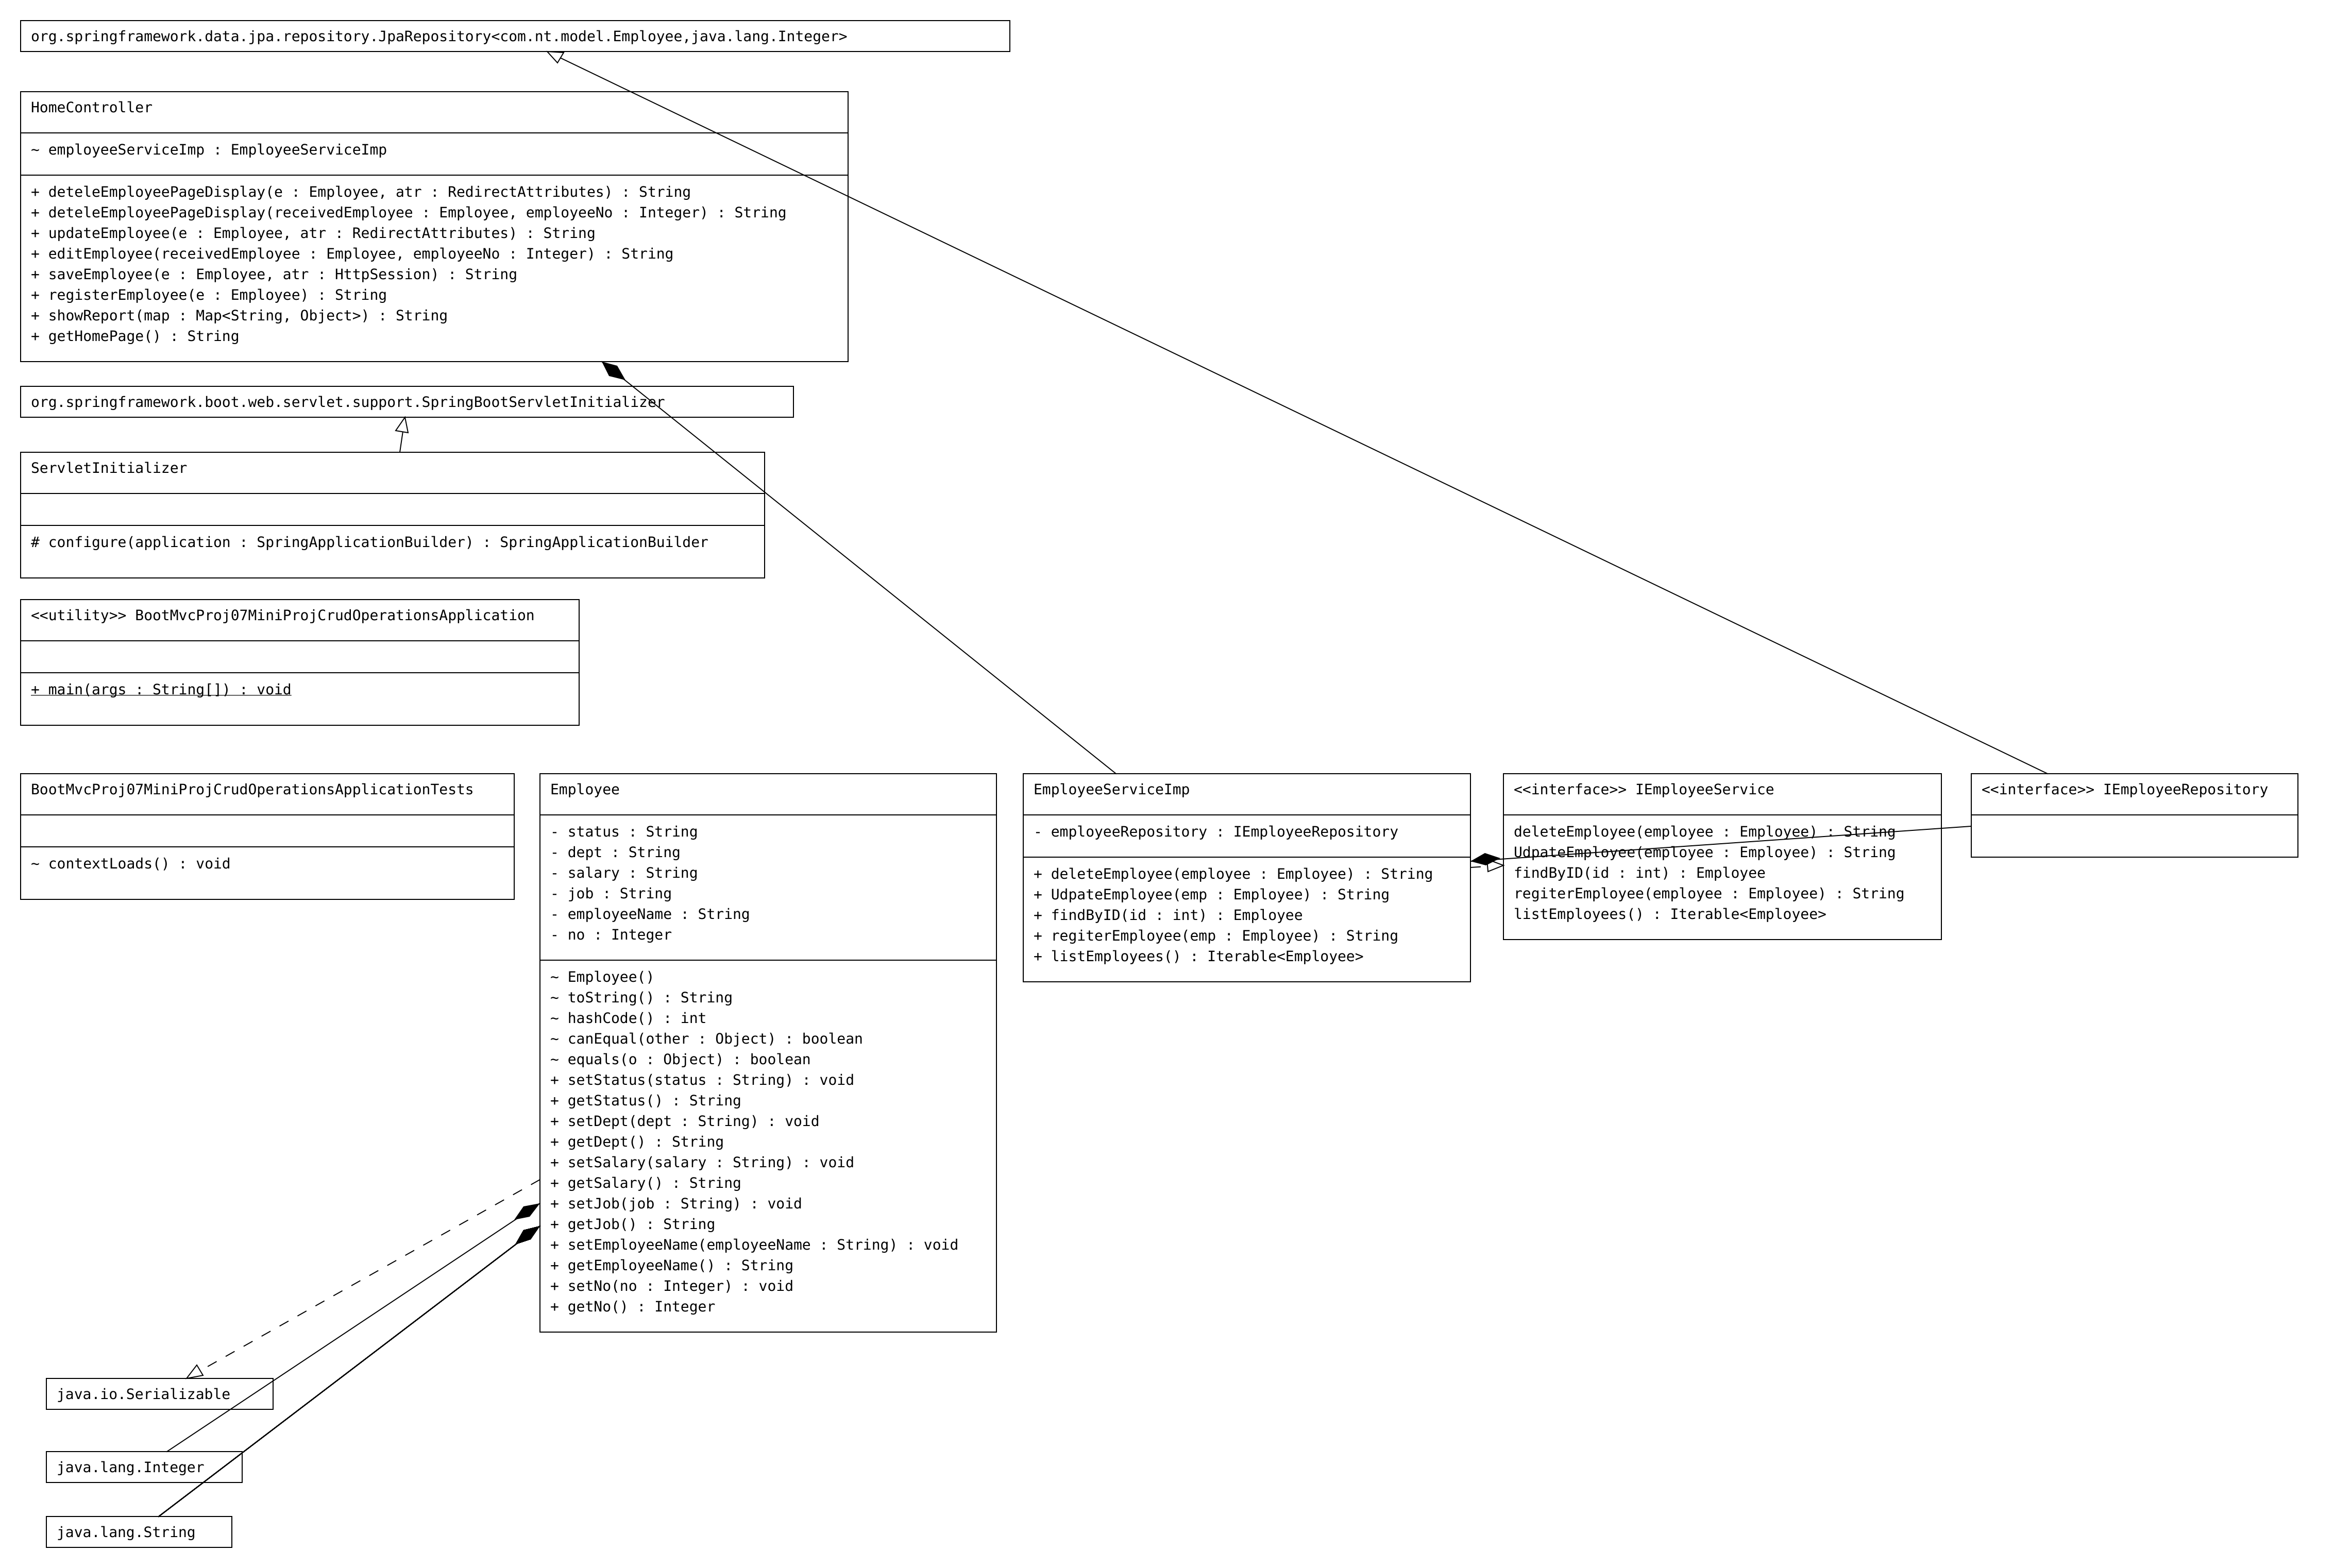 org.springframework.data.jpa.repository.JpaRepository<com.nt.model.Employee,java.lang.Integer>
HomeController
~ employeeServiceImp : EmployeeServiceImp
+ deteleEmployeePageDisplay(e : Employee, atr : RedirectAttributes) : String
+ deteleEmployeePageDisplay(receivedEmployee : Employee, employeeNo : Integer) : String
+ updateEmployee(e : Employee, atr : RedirectAttributes) : String
+ editEmployee(receivedEmployee : Employee, employeeNo : Integer) : String
+ saveEmployee(e : Employee, atr : HttpSession) : String
+ registerEmployee(e : Employee) : String
+ showReport(map : Map<String, Object>) : String
+ getHomePage() : String
org.springframework.boot.web.servlet.support.SpringBootServletInitializer
ServletInitializer
# configure(application : SpringApplicationBuilder) : SpringApplicationBuilder
<<utility>> BootMvcProj07MiniProjCrudOperationsApplication
+ main(args : String[]) : void
BootMvcProj07MiniProjCrudOperationsApplicationTests
~ contextLoads() : void
Employee
- status : String
- dept : String
- salary : String
- job : String
- employeeName : String
- no : Integer
~ Employee()
~ toString() : String
~ hashCode() : int
~ canEqual(other : Object) : boolean
~ equals(o : Object) : boolean
+ setStatus(status : String) : void
+ getStatus() : String
+ setDept(dept : String) : void
+ getDept() : String
+ setSalary(salary : String) : void
+ getSalary() : String
+ setJob(job : String) : void
+ getJob() : String
+ setEmployeeName(employeeName : String) : void
+ getEmployeeName() : String
+ setNo(no : Integer) : void
+ getNo() : Integer
EmployeeServiceImp
- employeeRepository : IEmployeeRepository
+ deleteEmployee(employee : Employee) : String
+ UdpateEmployee(emp : Employee) : String
+ findByID(id : int) : Employee
+ regiterEmployee(emp : Employee) : String
+ listEmployees() : Iterable<Employee>
<<interface>> IEmployeeService
deleteEmployee(employee : Employee) : String
UdpateEmployee(employee : Employee) : String
findByID(id : int) : Employee
regiterEmployee(employee : Employee) : String
listEmployees() : Iterable<Employee>
<<interface>> IEmployeeRepository
java.io.Serializable
java.lang.Integer
java.lang.String